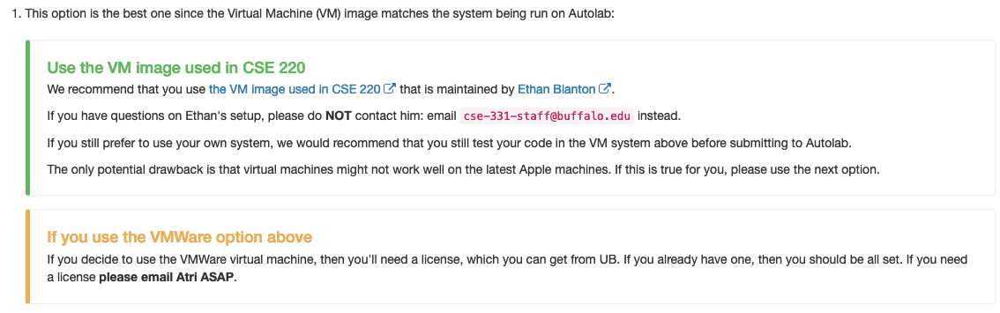 1. This option is the best one since the Virtual Machine (VM) image matches the system being run on Autolab:
Use the VM image used in CSE 220
We recommend that you use the VM image used in CSE 220 that is maintained by Ethan Blanton.
If you have questions on Ethan's setup, please do NOT contact him: email cse-331-staff@buffalo.edu instead.
If you still prefer to use your own system, we would recommend that you still test your code in the VM system above before submitting to Autolab.
The only potential drawback is that virtual machines might not work well on the latest Apple machines. If this is true for you, please use the next option.
If you use the VMWare option above
If you decide to use the VMWare virtual machine, then you'll need a license, which you can get from UB. If you already have one, then you should be all set. If you need
a license please email Atri ASAP.